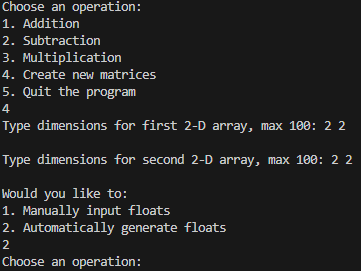 Choose an operation:
1. Addition
2. Subtraction
3. Multiplication
4. Create new matrices
5. Quit the program
4
Type dimensions for first 2-D array, max 100: 2 2
Type dimensions for second 2-D array, max 100: 2 2
Would you like to:
1. Manually input floats
2. Automatically generate floats
2
Choose an operation: